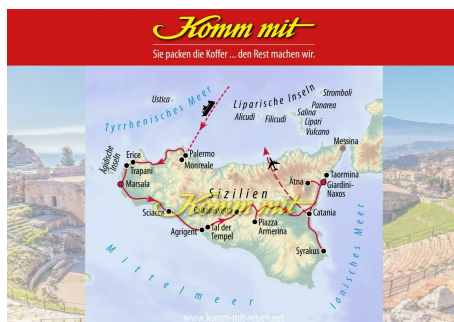 Komm mit
Sie packen die Koffer ... den Rest machen wir.
Stromboli
Ustica
Liparische Inseln
Panarea
Tyrrhenisches Meer
Alicudi
Filicudi
Salina
Lipari
Vulcano
Messina
Ägadische Inseln
Erice
Palermo
Trapani
Monreale
Taormina
Ätna
Giardini-
Naxos
Marsala
Sizilien
Komm mit
Sciacca
Catania
Piazza
Armerina
Agrigent
Tal der
Tempel
Syrakus
Mittelmeer
Ionisches Meer
www.komm-mit-reisen.net